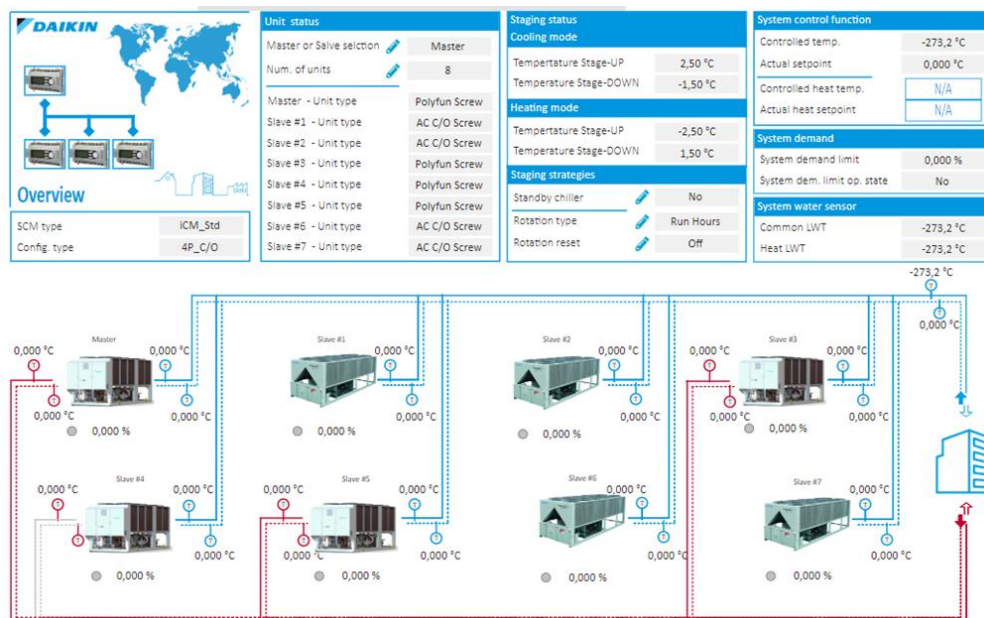 DAIKIN
Overview
SCM type iCM_Std
Config. type 4P_C/O
Unit status
Master or Salve selction Master
Num. of units 8
Master - Unit type Polyfun Screw
Slave #1 - Unit type AC C/O Screw
Slave #2 - Unit type AC C/O Screw
Slave #3 - Unit type Polyfun Screw
Slave #4 - Unit type Polyfun Screw
Slave #5 - Unit type Polyfun Screw
Slave #6 - Unit type AC C/O Screw
Slave #7 - Unit type AC C/O Screw
Staging status
Cooling mode
Tempertature Stage-UP 2,50 °C
Temperature Stage-DOWN -1,50 °C
Heating mode
Tempertature Stage-UP -2,50 °C
Temperature Stage-DOWN 1,50 °C
Staging strategies
Standby chiller No
Rotation type Run Hours
Rotation reset Off
System control function
Controlled temp. -273,2 °C
Actual setpoint 0,000 °C
Controlled heat temp. N/A
Actual heat setpoint N/A
System demand
System demand limit 0,000 %
System dem. limit op. state No
System water sensor
Common LWT -273,2 °C
Heat LWT -273,2 °C
-273,2 °C
T
T
0,000 °C
Master
0,000 °C 0,000 °C
T T
T T
0,000 °C 0,000 °C
0,000 %
Slave #1
0,000 °C
T
T
0,000 °C
0,000 %
Slave #2
0,000 °C
T
T
0,000 °C
0,000 %
Slave #3
0,000 °C 0,000 °C
T T
T T
0,000 °C 0,000 °C
0,000 %
Slave #4
0,000 °C 0,000 °C
T T
T T
0,000 °C
0,000 %
Slave #5
0,000 °C 0,000 °C
T T
T T
0,000 °C 0,000 °C
0,000 %
Slave #6
0,000 °C
T
T
0,000 °C
0,000 %
Slave #7
0,000 °C
T
T
0,000 °C
0,000 %